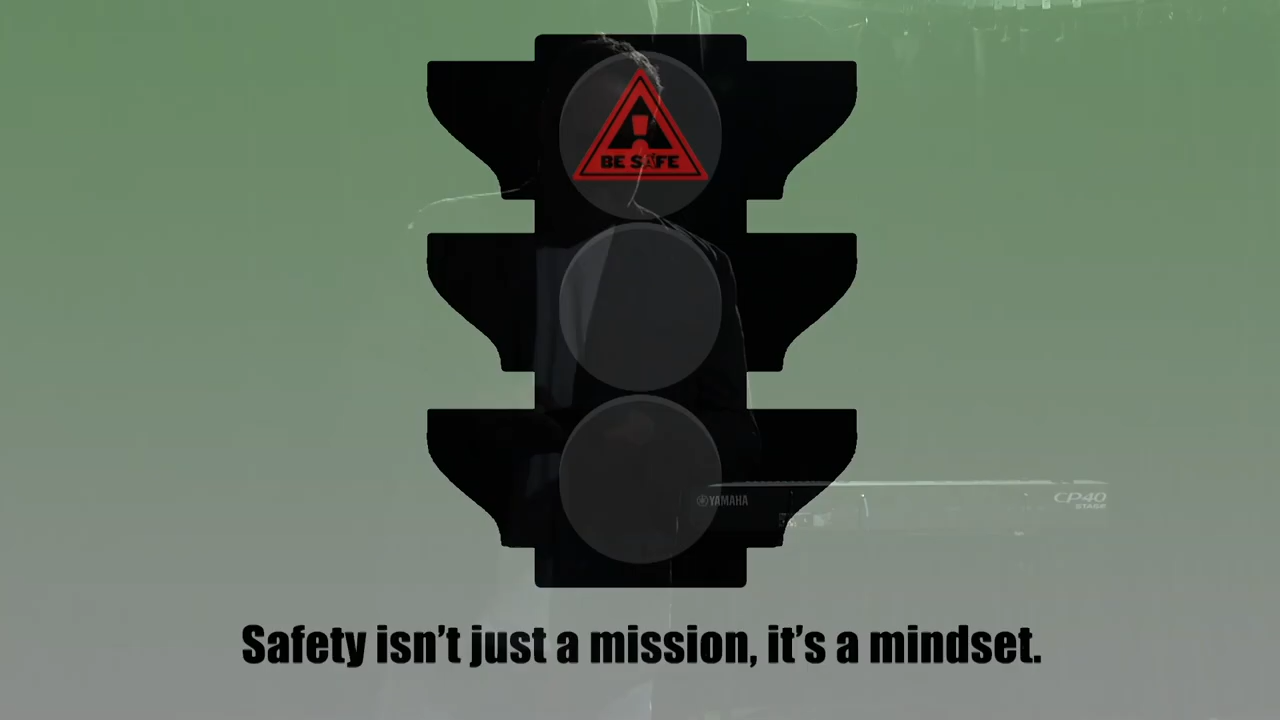 BE SAFE
YAMAHA
CP40
STAGE
Safety isn't just a mission, it's a mindset.